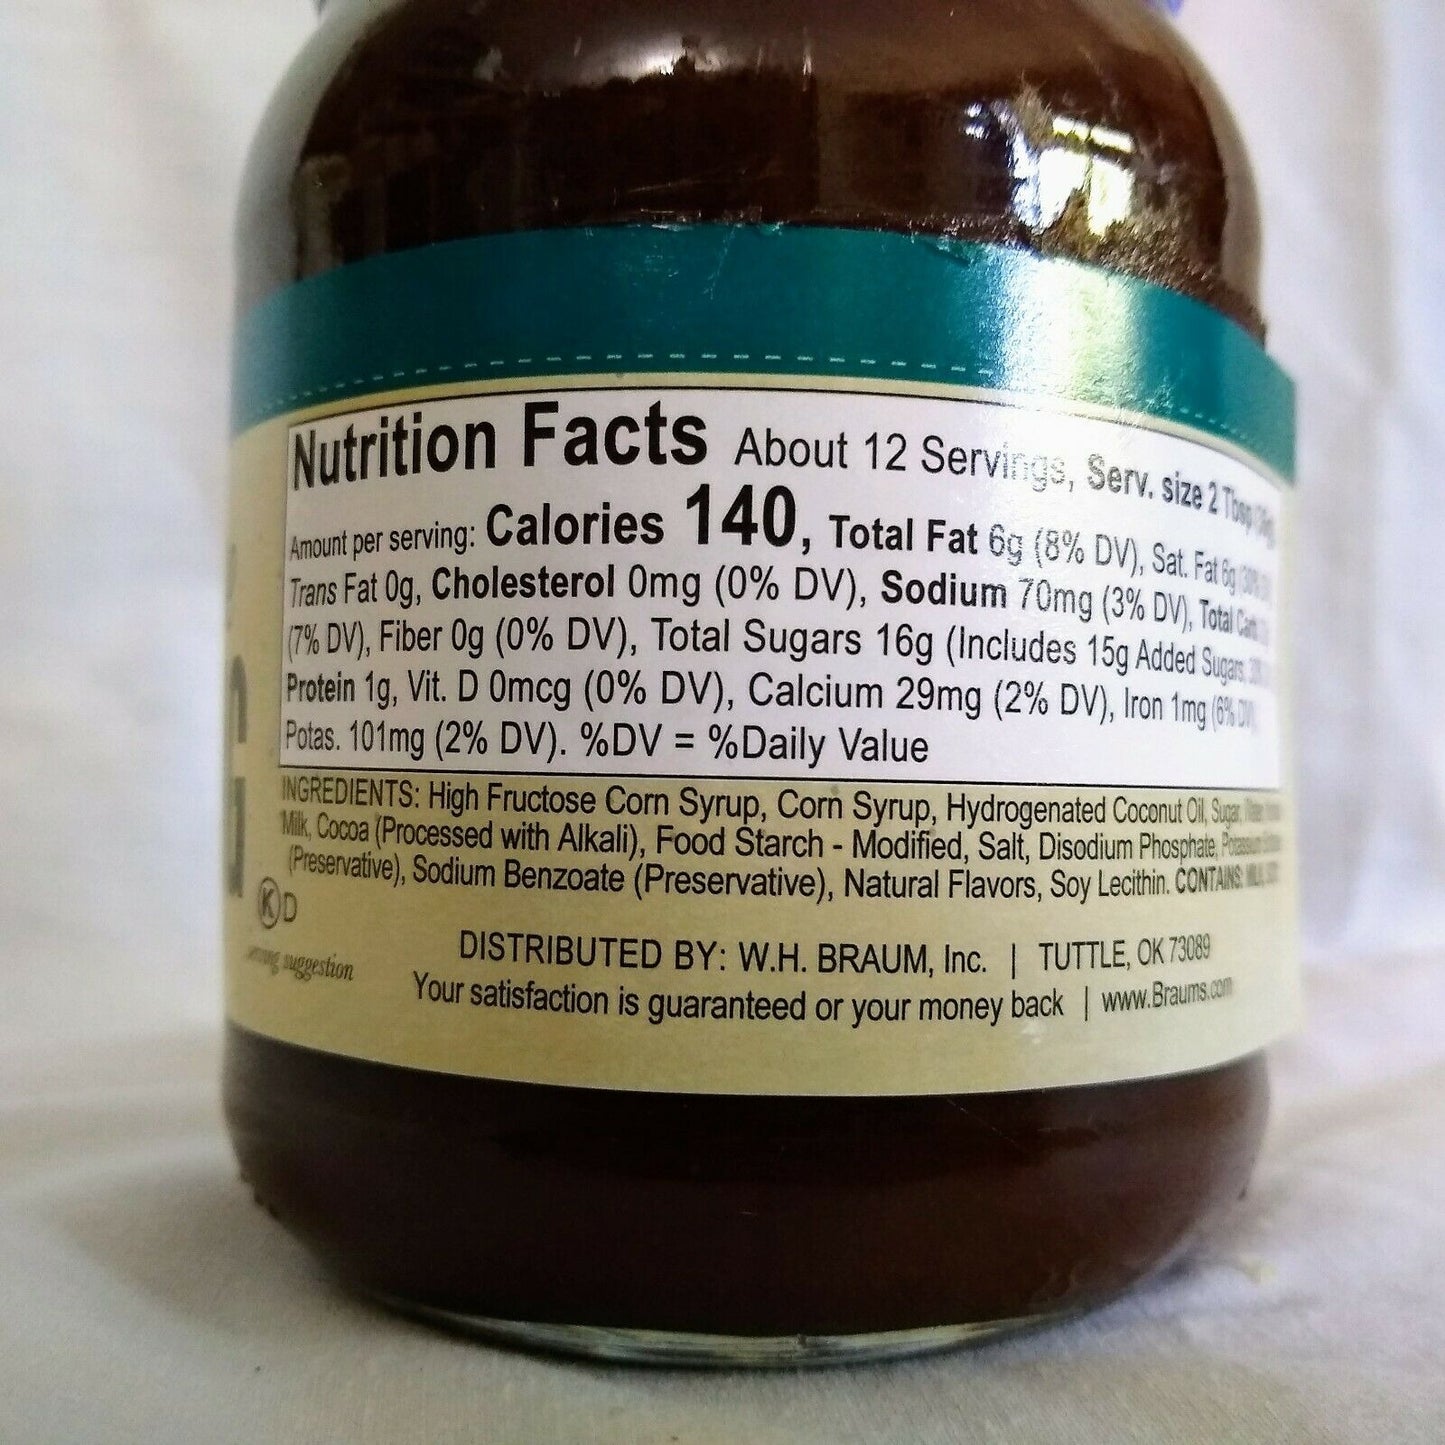 Nutrition Facts About 12 Servings, Serv. size 2 Tbsp
Amount per serving: Calories 140, Total Fat 6g (8% DV), Sat. Fat 6g (30% DV),
Trans Fat 0g, Cholesterol 0mg (0% DV), Sodium 70mg (3% DV), Total Carb.
(7% DV), Fiber 0g (0% DV), Total Sugars 16g (Includes 15g Added Sugars,
Protein 1g, Vit. D 0mcg (0% DV), Calcium 29mg (2% DV), Iron 1mg (6% DV),
Potas. 101mg (2% DV). %DV = %Daily Value
INGREDIENTS: High Fructose Corn Syrup, Corn Syrup, Hydrogenated Coconut Oil, Sugar, Water,
Milk, Cocoa (Processed with Alkali), Food Starch - Modified, Salt, Disodium Phosphate, Potassium
(Preservative), Sodium Benzoate (Preservative), Natural Flavors, Soy Lecithin. CONTAINS: MILK,
K D
suggestion
DISTRIBUTED BY: W.H. BRAUM, Inc. | TUTTLE, OK 73089
Your satisfaction is guaranteed or your money back | www.Braums.com